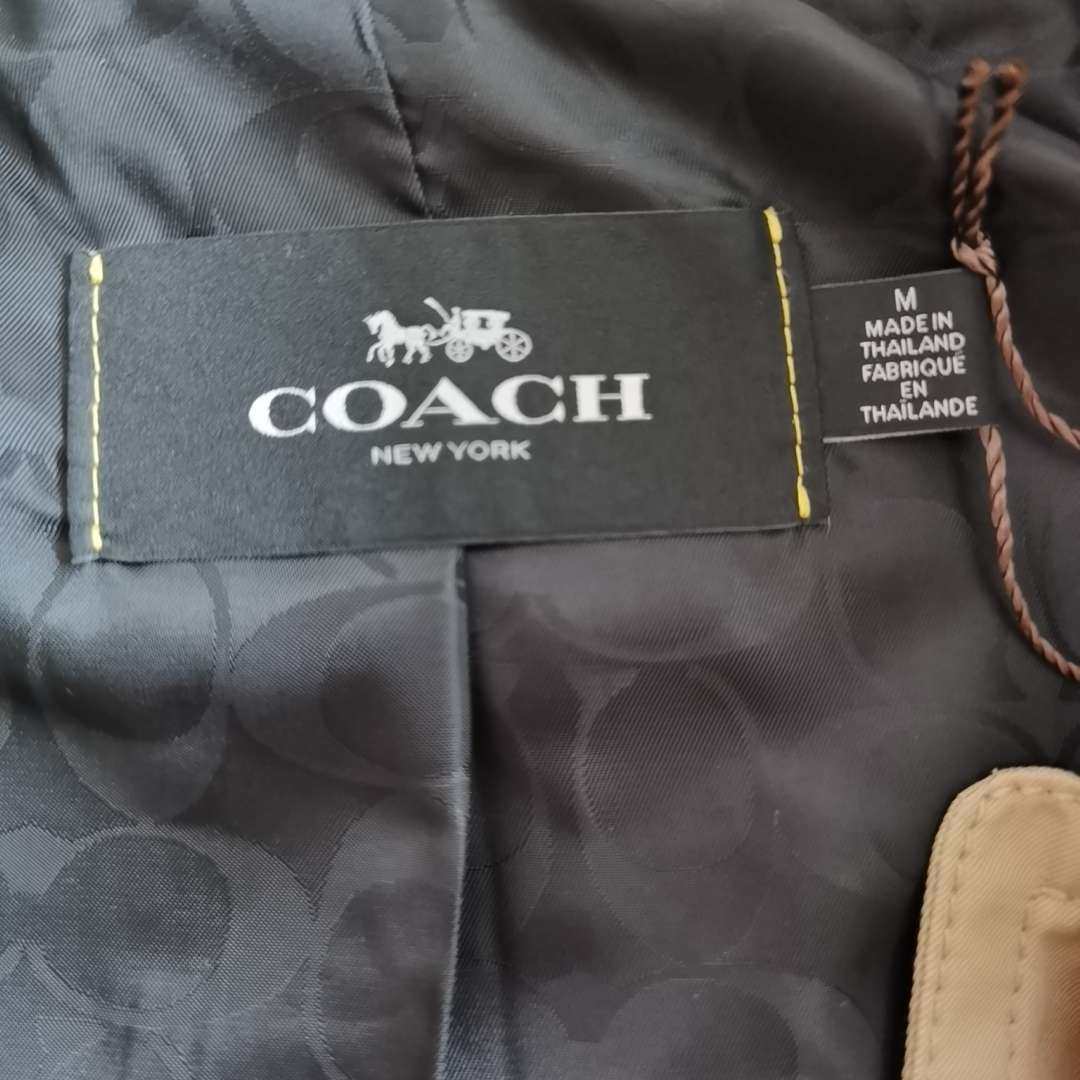 COACH
NEW YORK
M
MADE IN
THAILAND
FABRIQUÉ
EN
THAÏLANDE